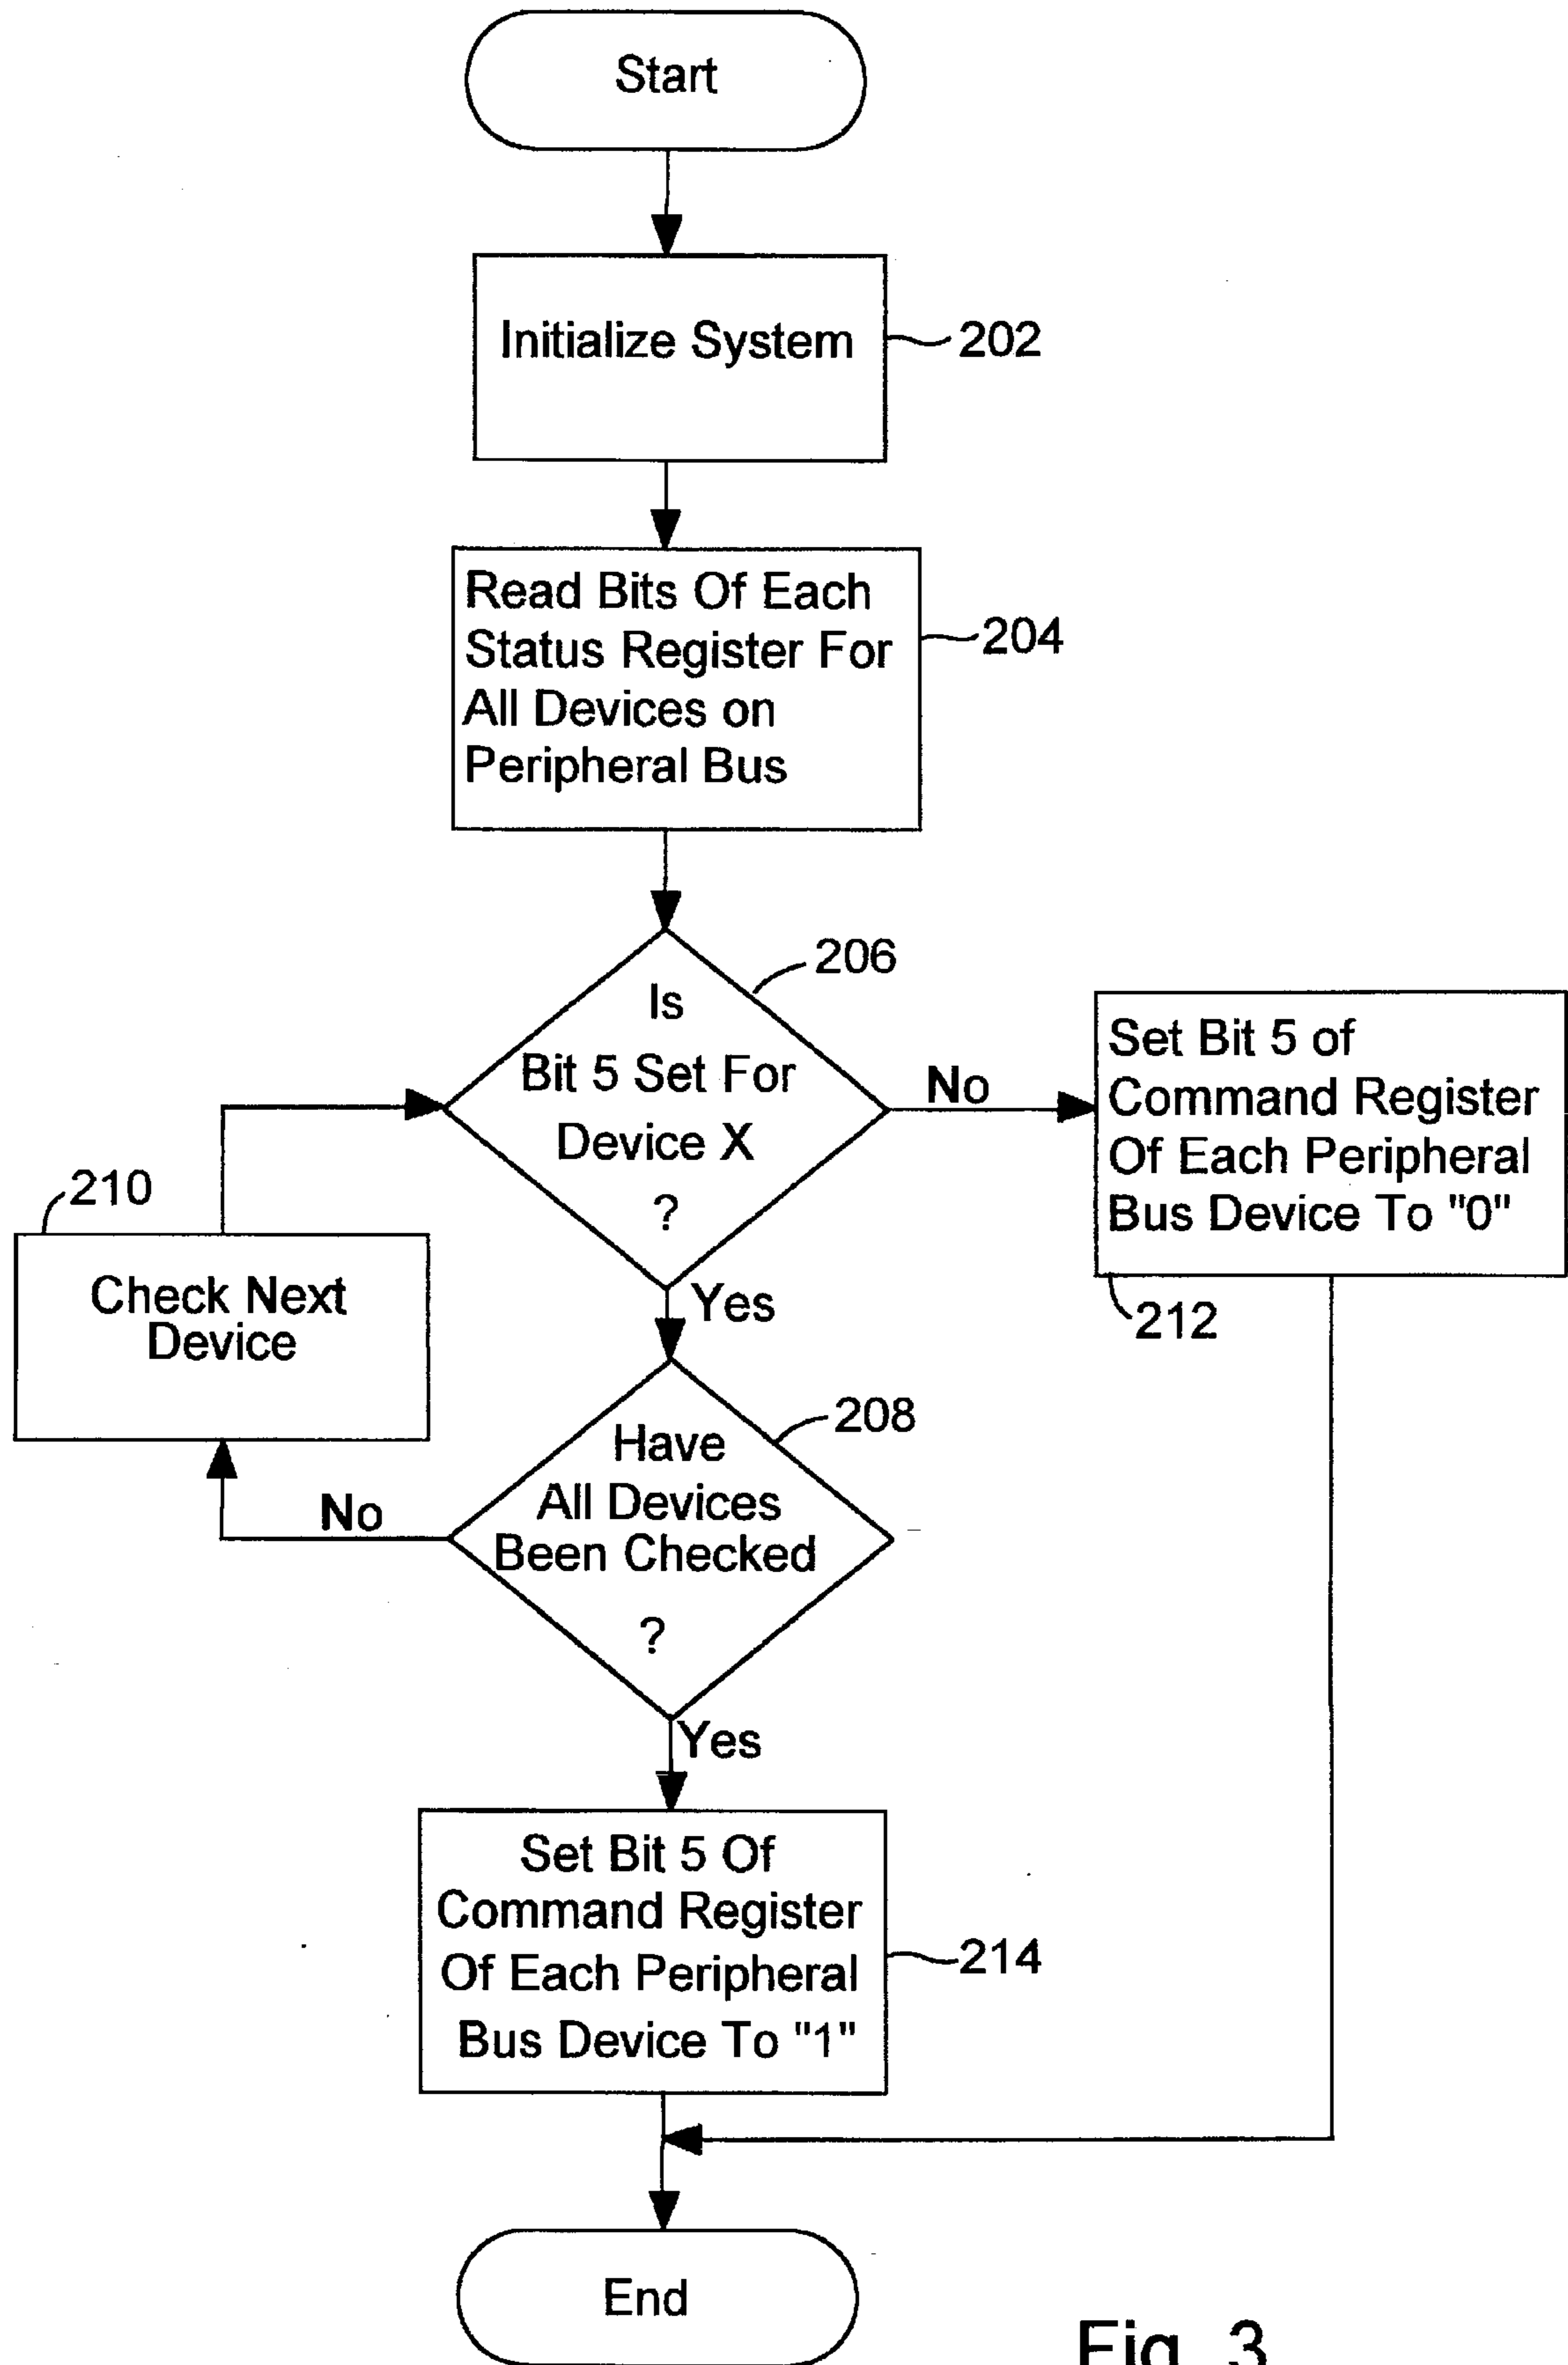 Start
Initialize System
202
Read Bits Of Each
Status Register For
All Devices on
Peripheral Bus
204
206
Is
Bit 5 Set For
Device X
?
No
Set Bit 5 of
Command Register
Of Each Peripheral
Bus Device To "0"
212
210
Check Next
Device
Yes
208
Have
All Devices
Been Checked
?
No
Yes
Set Bit 5 Of
Command Register
Of Each Peripheral
Bus Device To "1"
214
End
Fig. 3